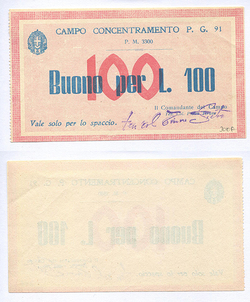 CAMPO CONCENTRAMENTO P. G. 91
P. M. 3300
100
Buono per L. 100
Il Comandante del Campo
Vale solo per lo spaccio.